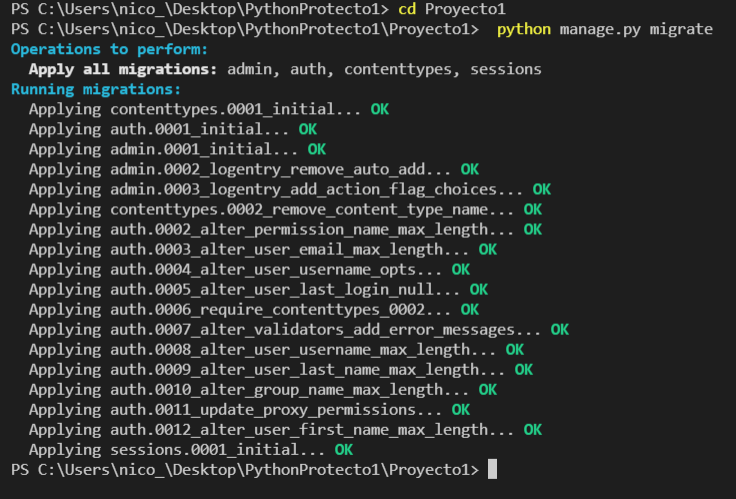 PS C:\Users\nico_\Desktop\PythonProtecto1> cd Proyecto1
PS C:\Users\nico_\Desktop\PythonProtecto1\Proyecto1>  python manage.py migrate
Operations to perform:
  Apply all migrations: admin, auth, contenttypes, sessions
Running migrations:
  Applying contenttypes.0001_initial... OK
  Applying auth.0001_initial... OK
  Applying admin.0001_initial... OK
  Applying admin.0002_logentry_remove_auto_add... OK
  Applying admin.0003_logentry_add_action_flag_choices... OK
  Applying contenttypes.0002_remove_content_type_name... OK
  Applying auth.0002_alter_permission_name_max_length... OK
  Applying auth.0003_alter_user_email_max_length... OK
  Applying auth.0004_alter_user_username_opts... OK
  Applying auth.0005_alter_user_last_login_null... OK
  Applying auth.0006_require_contenttypes_0002... OK
  Applying auth.0007_alter_validators_add_error_messages... OK
  Applying auth.0008_alter_user_username_max_length... OK
  Applying auth.0009_alter_user_last_name_max_length... OK
  Applying auth.0010_alter_group_name_max_length... OK
  Applying auth.0011_update_proxy_permissions... OK
  Applying auth.0012_alter_user_first_name_max_length... OK
  Applying sessions.0001_initial... OK
PS C:\Users\nico_\Desktop\PythonProtecto1\Proyecto1>